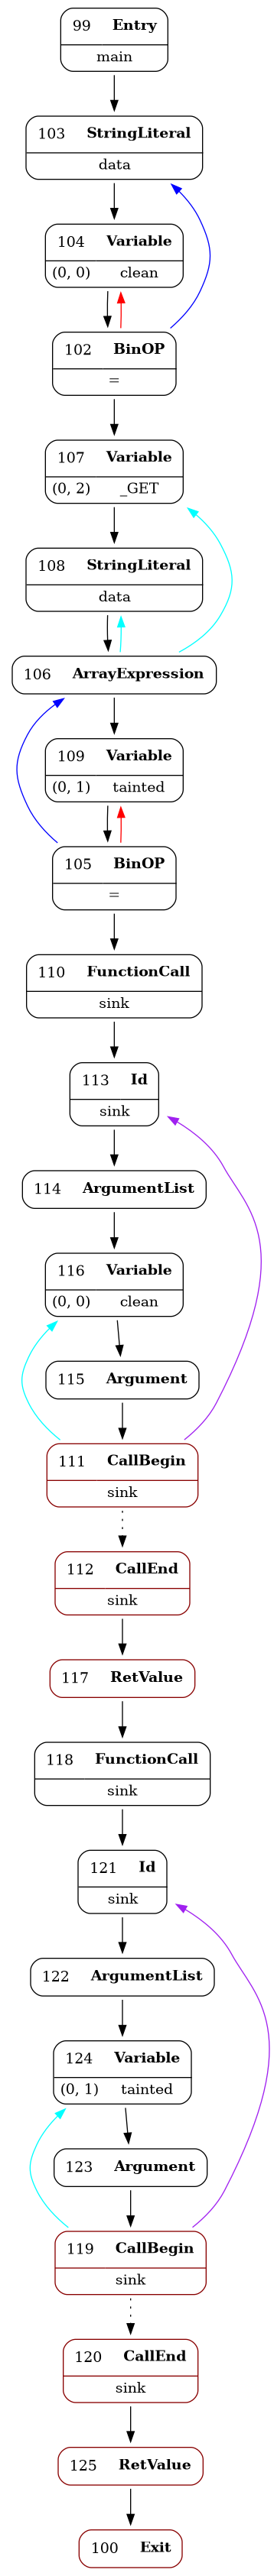 99 Entry
main
103 StringLiteral
data
104 Variable
(0, 0) clean
102 BinOP
=
107 Variable
(0, 2) _GET
108 StringLiteral
data
106 ArrayExpression
109 Variable
(0, 1) tainted
105 BinOP
=
110 FunctionCall
sink
113 Id
sink
114 ArgumentList
116 Variable
(0, 0) clean
115 Argument
111 CallBegin
sink
112 CallEnd
sink
117 RetValue
118 FunctionCall
sink
121 Id
sink
122 ArgumentList
124 Variable
(0, 1) tainted
123 Argument
119 CallBegin
sink
120 CallEnd
sink
125 RetValue
100 Exit